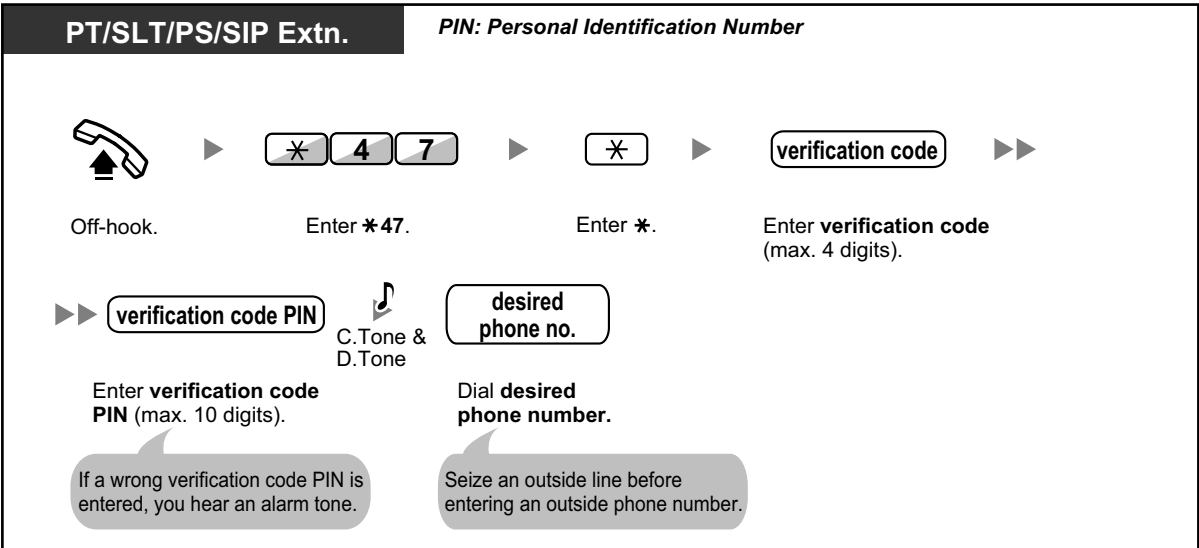 PT/SLT/PS/SIP Extn.
PIN: Personal Identification Number
* 4 7
*
verification code
Off-hook.
Enter *47.
Enter *.
Enter verification code
(max. 4 digits).
verification code PIN
C.Tone &
D.Tone
desired
phone no.
Enter verification code
PIN (max. 10 digits).
Dial desired
phone number.
If a wrong verification code PIN is
entered, you hear an alarm tone.
Seize an outside line before
entering an outside phone number.